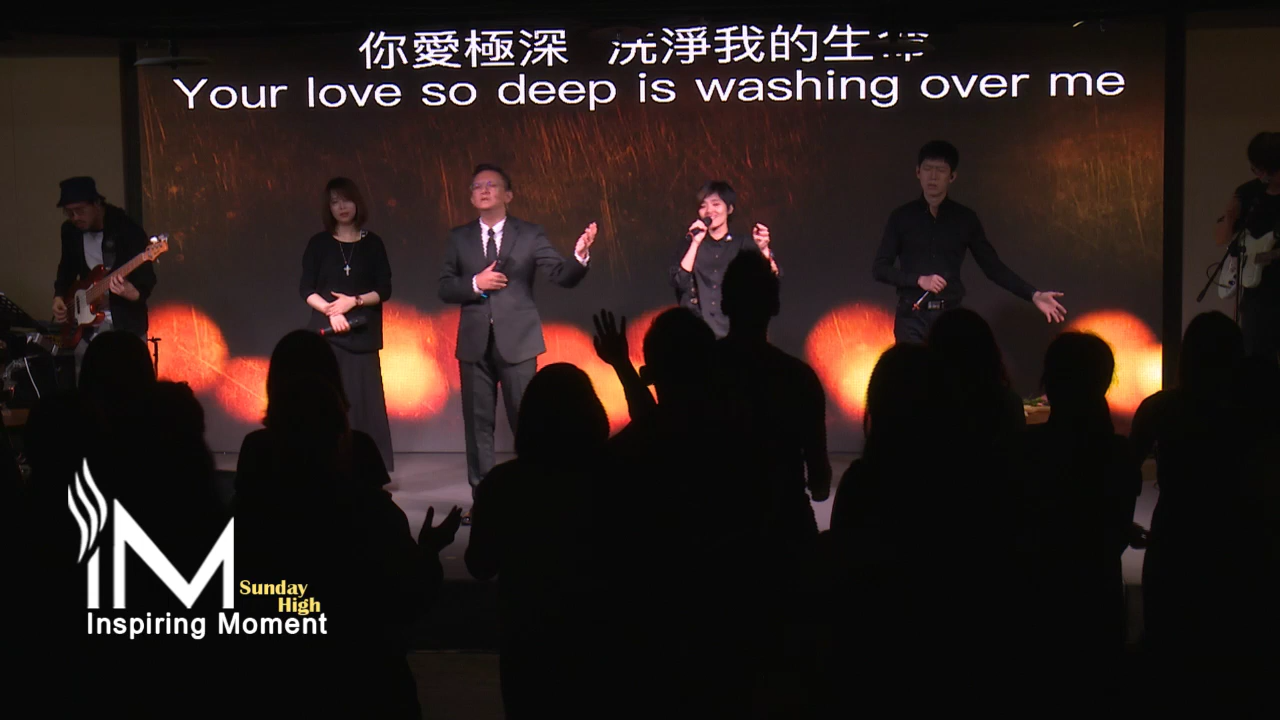 你愛極深 洗淨我的生命
Your love so deep is washing over me
iM
Sunday
High
Inspiring Moment